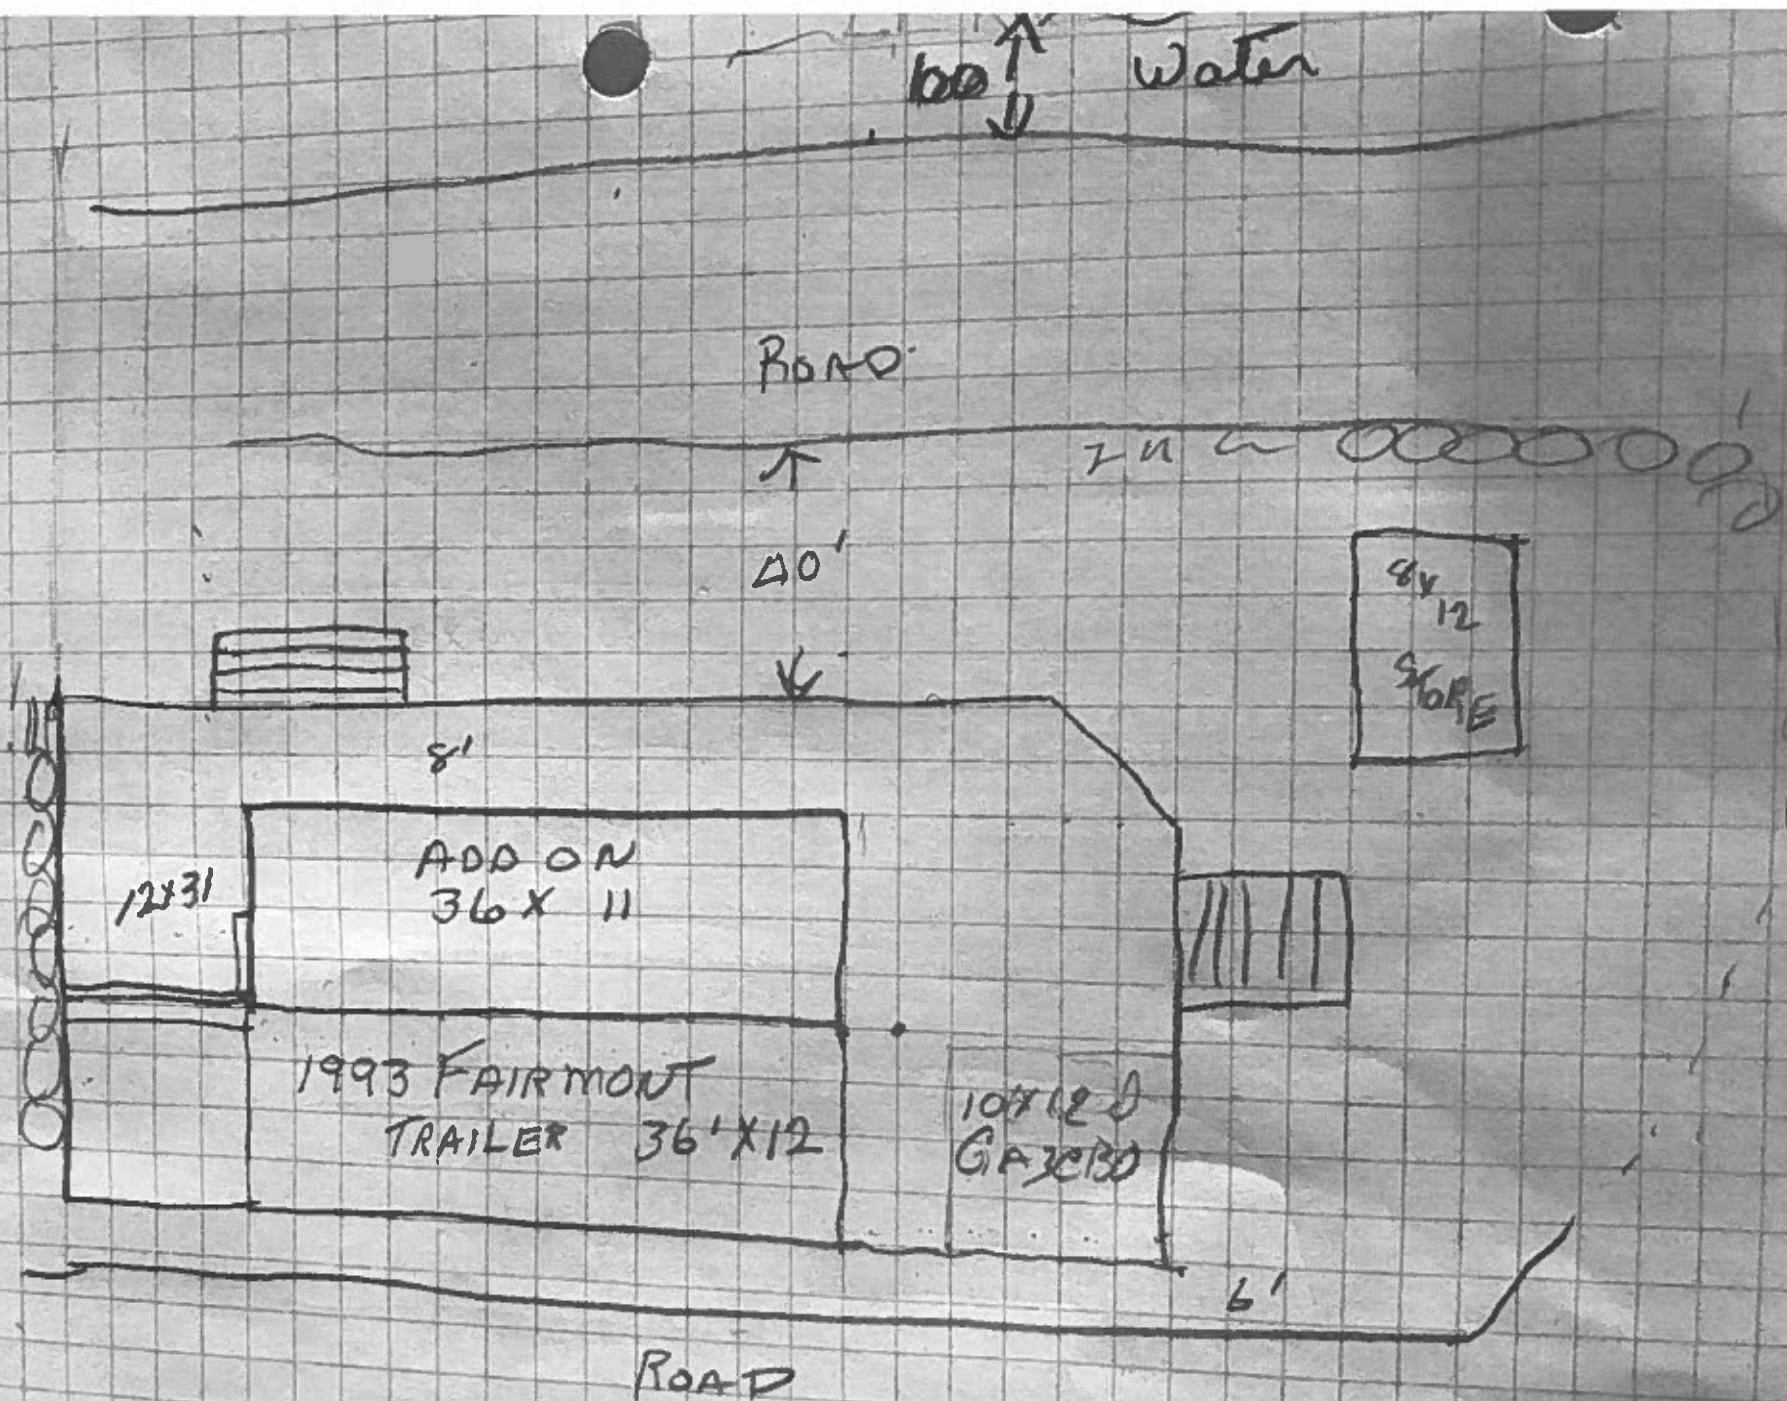 100
Water
ROAD
40'
8x
12
STORE
8'
ADD ON
36 X 11
12x31
1993 FAIRMONT
TRAILER 36' X 12
10X12
GAZEBO
6'
ROAD